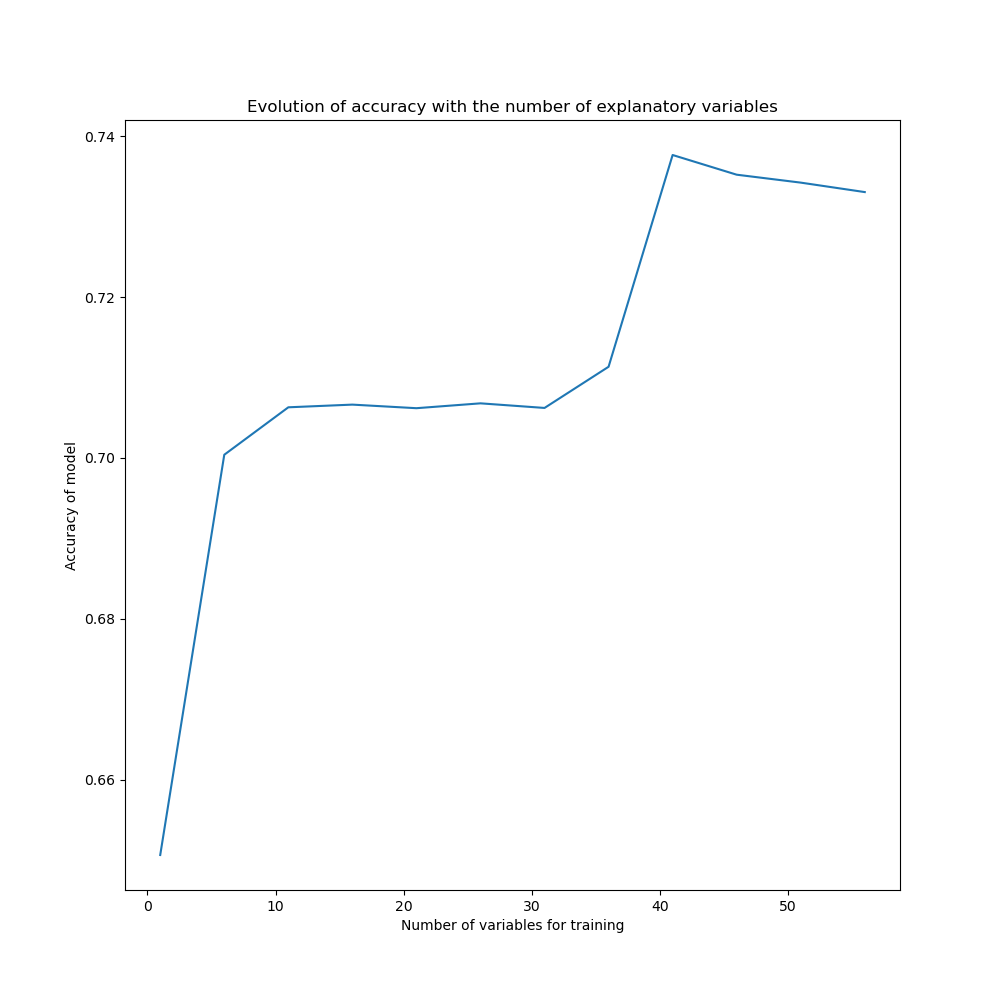 Evolution of accuracy with the number of explanatory variables
0.74
0.72
0.70
0.68
0.66
Accuracy of model
0 10 20 30 40 50
Number of variables for training